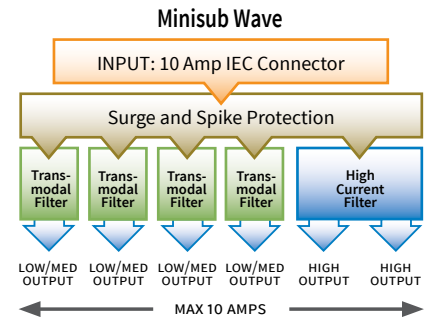 Minisub Wave
INPUT: 10 Amp IEC Connector
Surge and Spike Protection
Trans-
modal
Filter
Trans-
modal
Filter
Trans-
modal
Filter
Trans-
modal
Filter
High
Current
Filter
LOW/MED
OUTPUT
LOW/MED
OUTPUT
LOW/MED
OUTPUT
LOW/MED
OUTPUT
HIGH
OUTPUT
HIGH
OUTPUT
MAX 10 AMPS